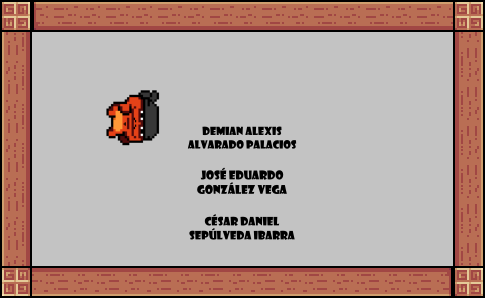 DEMIAN ALEXIS
ALVARADO PALACIOS
JOSÉ EDUARDO
GONZÁLEZ VEGA
CÉSAR DANIEL
SEPÚLVEDA IBARRA